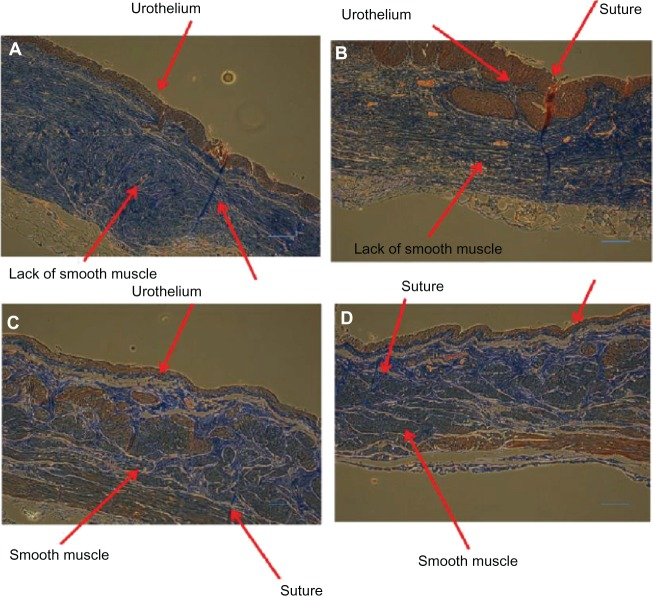 Urothelium
Suture
Urothelium
A
B
Lack of smooth muscle
Lack of smooth muscle
Urothelium
Suture
C
D
Smooth muscle
Smooth muscle
Suture